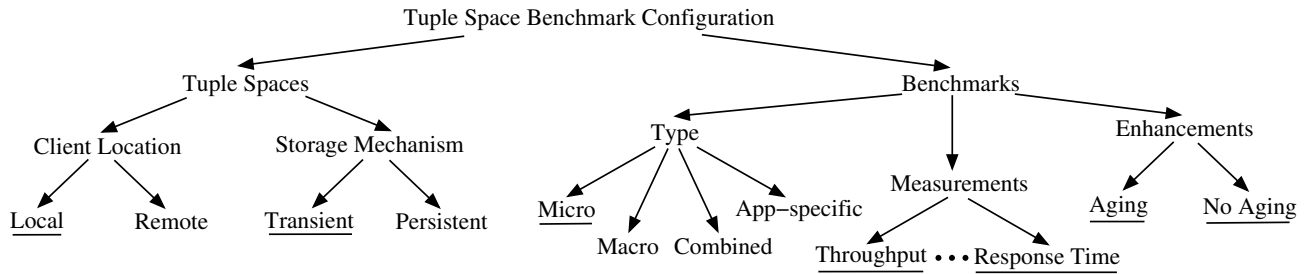 Tuple Space Benchmark Configuration
Tuple Spaces
Benchmarks
Client Location
Storage Mechanism
Type
Enhancements
Local
Remote
Transient
Persistent
Micro
Macro
Combined
App-specific
Measurements
Throughput
•••
Response Time
Aging
No Aging